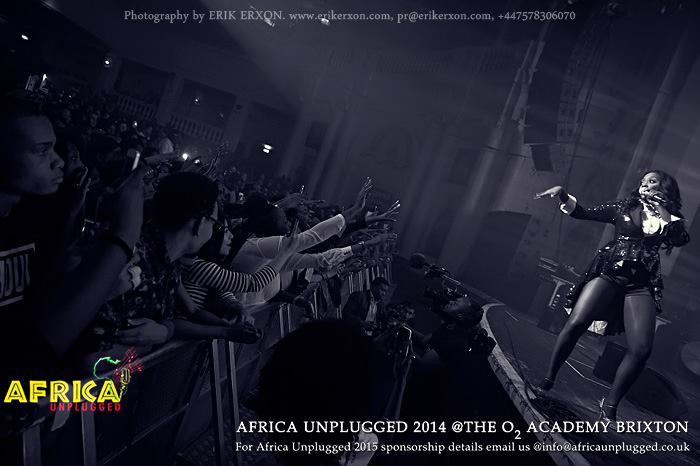 Photography by ERIK ERXON. www.erikerxon.com, pr@erikerxon.com, +447578306070
AFRICA
UNPLUGGED
AFRICA UNPLUGGED 2014 @THE O2 ACADEMY BRIXTON
For Africa Unplugged 2015 sponsorship details email us @info@africaunplugged.co.uk